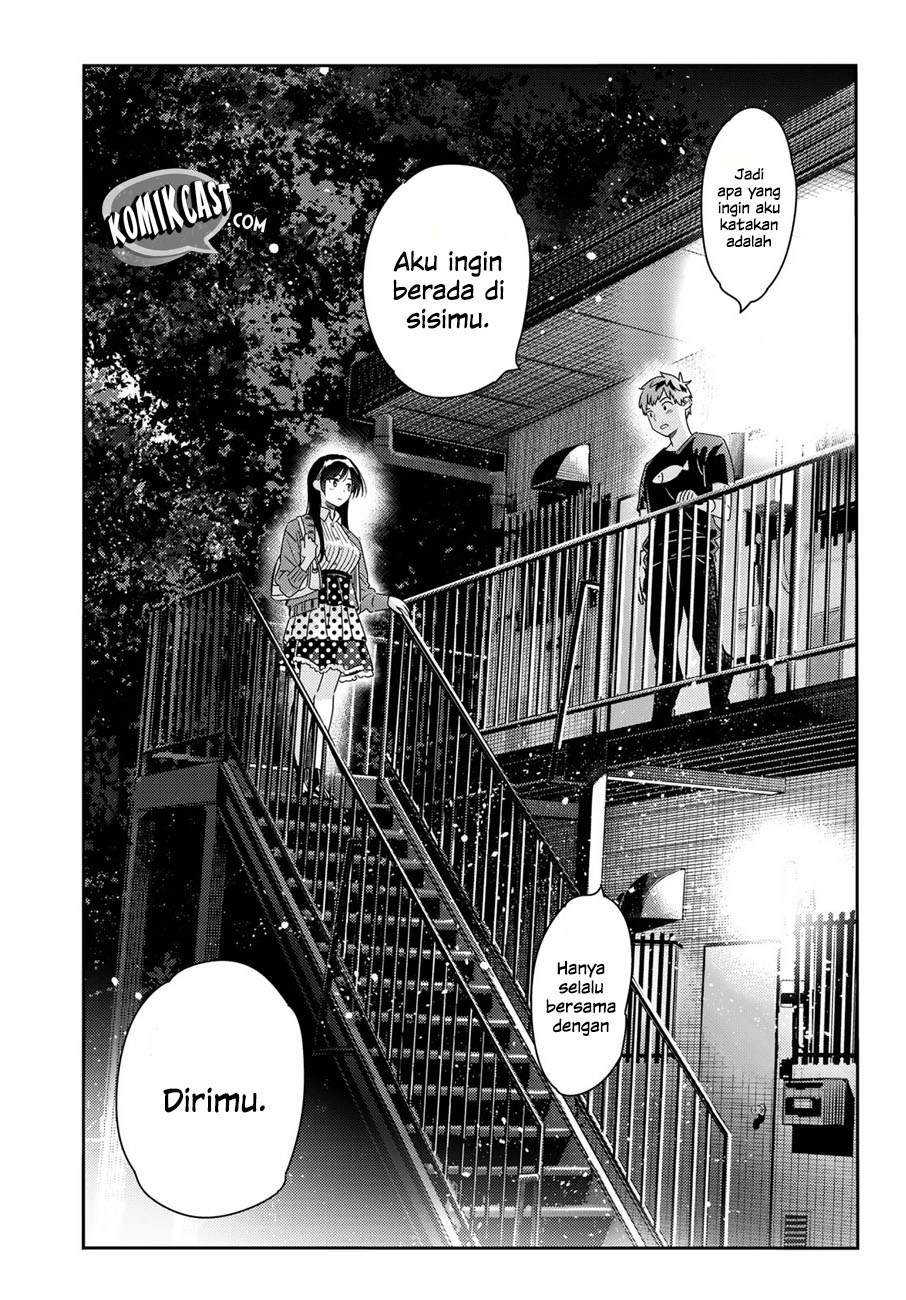 Jadi
apa yang
ingin aku
katakan
adalah
Aku ingin
berada di
sisimu.
KOMIKCAST
.COM
Hanya
selalu
bersama
dengan
Dirimu.